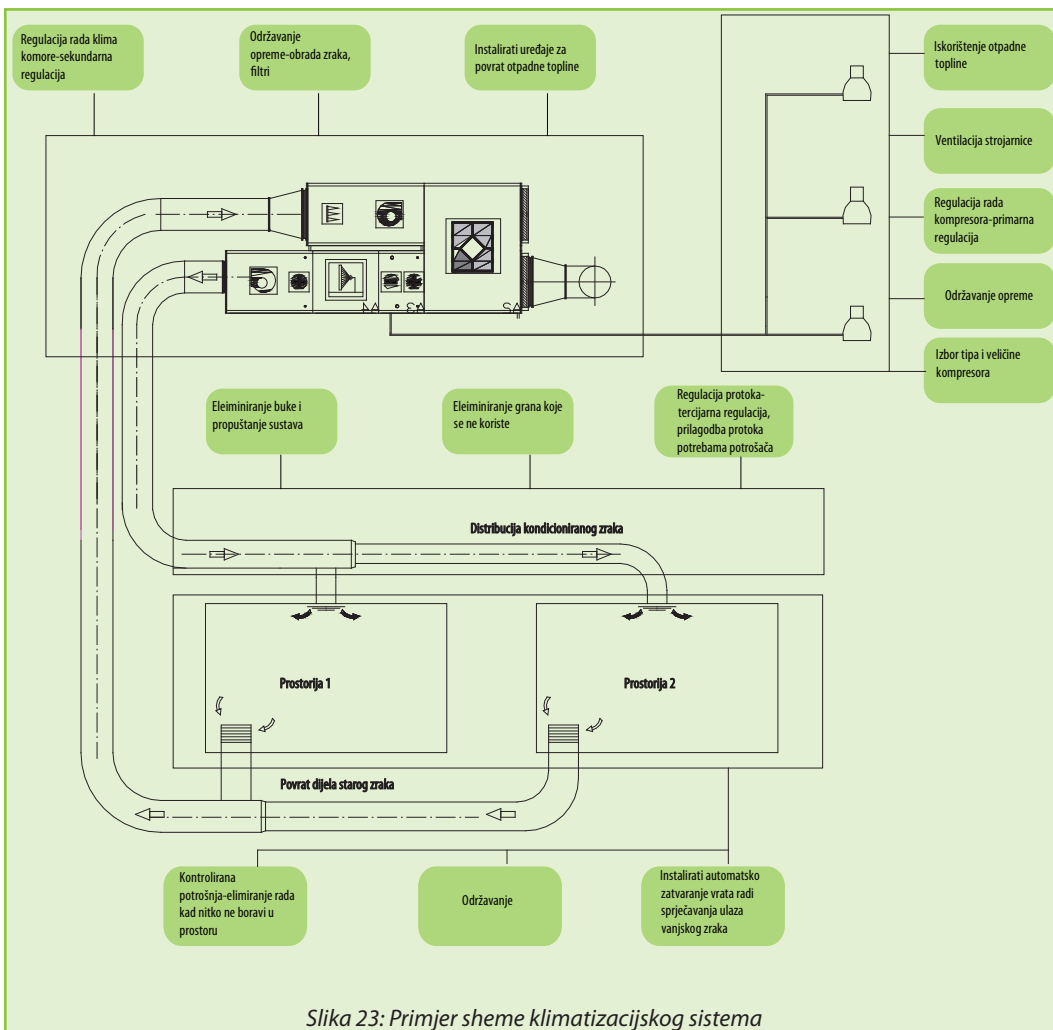 Regulacija rada klima
komore-sekundarna
regulacija
Održavanje
opreme-obrada zraka,
filtri
Instalirati uređaje za
povrat otpadne topline
Iskorištenje otpadne
topline
Ventilacija strojarnice
Regulacija rada
kompresora-primarna
regulacija
Održavanje opreme
Izbor tipa i veličine
kompresora
A4
A3
A2
Eleiminiranje buke i
propuštanje sustava
Eleiminiranje grana koje
se ne koriste
Regulacija protoka-
tercijarna regulacija,
prilagodba protoka
potrebama potrošača
Distribucija kondicioniranog zraka
Prostorija 1
Prostorija 2
Povrat dijela starog zraka
Kontrolirana
potrošnja-elimiranje rada
kad nitko ne boravi u
prostoru
Održavanje
Instalirati automatsko
zatvaranje vrata radi
sprječavanja ulaza
vanjskog zraka
Slika 23: Primjer sheme klimatizacijskog sistema